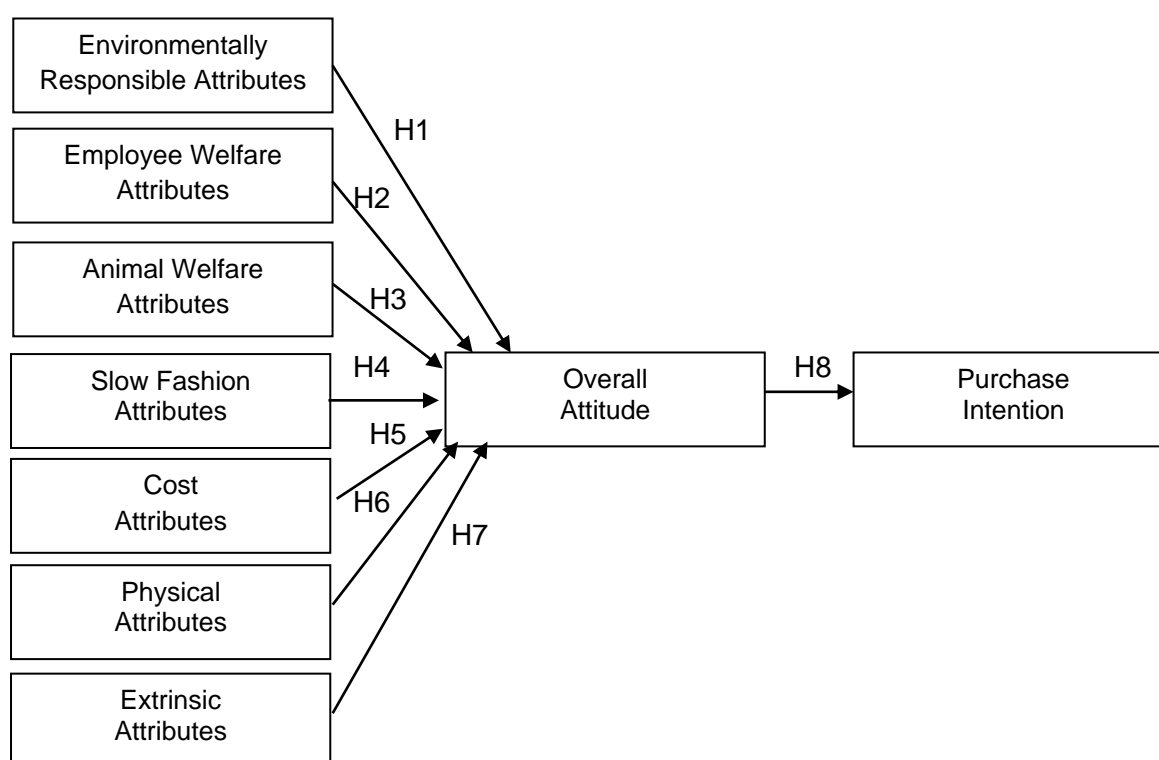 Environmentally
Responsible Attributes
H1
Employee Welfare
Attributes
H2
Animal Welfare
Attributes
H3
Slow Fashion
Attributes
H4
Overall
Attitude
H8
Purchase
Intention
Cost
Attributes
H5
H6
Physical
Attributes
H7
Extrinsic
Attributes